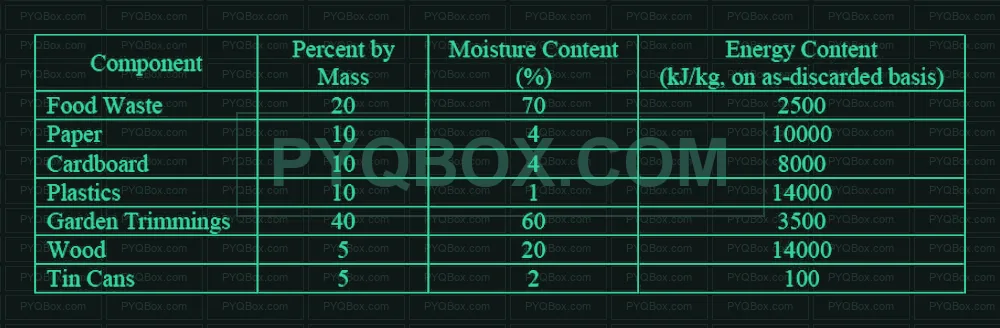 Component Percent by Mass Moisture Content (%) Energy Content (kJ/kg, on as-discarded basis)
Food Waste 20 70 2500
Paper 10 4 10000
Cardboard 10 4 8000
Plastics 10 1 14000
Garden Trimmings 40 60 3500
Wood 5 20 14000
Tin Cans 5 2 100
PYQBOX.COM